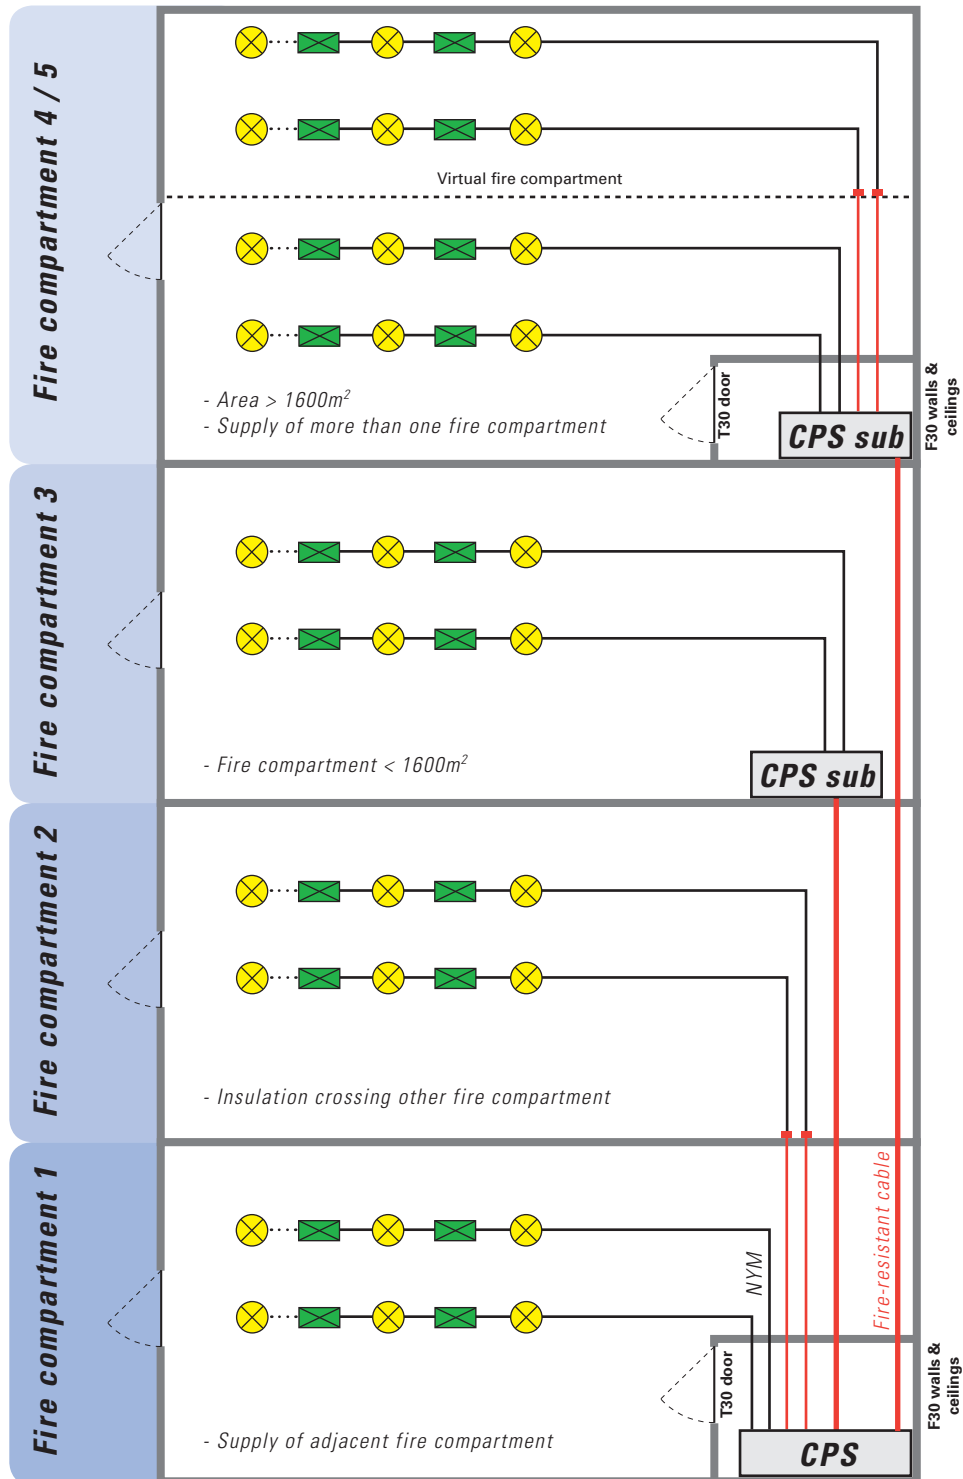 Fire compartment 4 / 5
Virtual fire compartment
- Area > 1600m²
- Supply of more than one fire compartment
T30 door
CPS sub
F30 walls &
ceilings
Fire compartment 3
- Fire compartment < 1600m²
CPS sub
Fire compartment 2
- Insulation crossing other fire compartment
Fire compartment 1
NYM
Fire-resistant cable
- Supply of adjacent fire compartment
T30 door
CPS
F30 walls &
ceilings